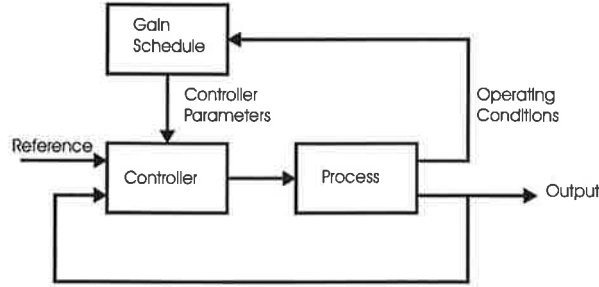 Gain
Schedule
Controller
Parameters
Operating
Conditions
Reference
Controller
Process
Output